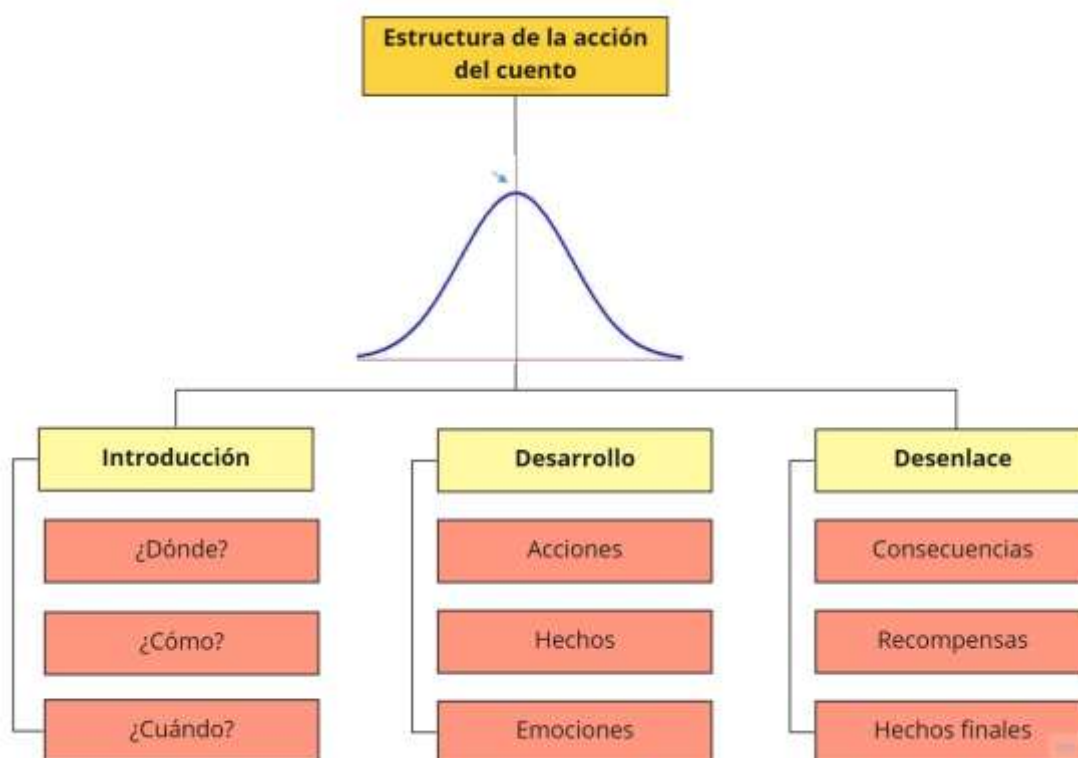 Estructura de la acción
del cuento
Introducción
¿Dónde?
¿Cómo?
¿Cuándo?
Desarrollo
Acciones
Hechos
Emociones
Desenlace
Consecuencias
Recompensas
Hechos finales